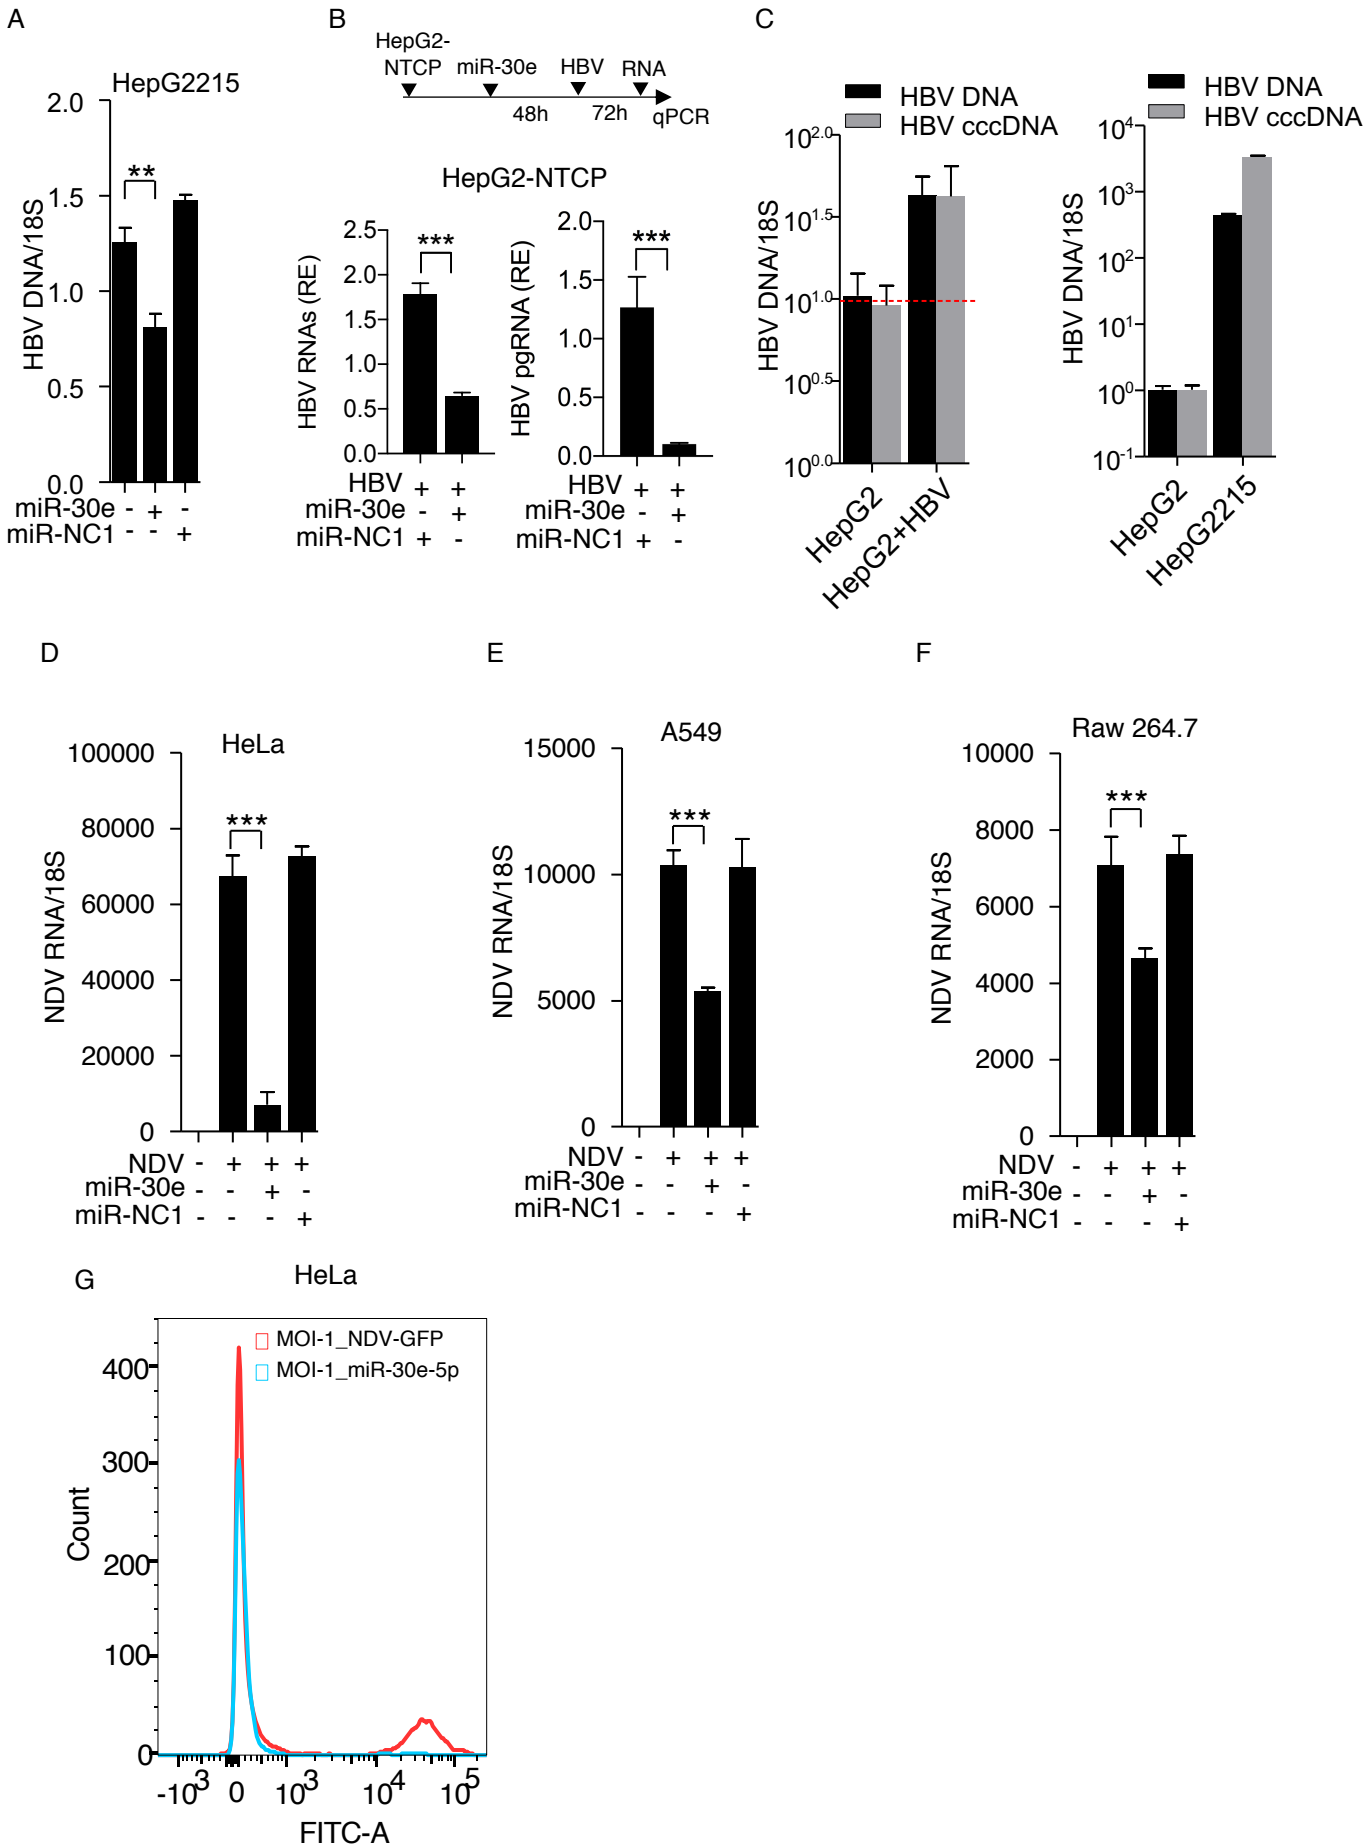 A
HepG2215
HBV DNA/18S
2.0
1.5
1.0
0.5
0.0
**
miR-30e - + -
miR-NC1 - - +
B
HepG2-
NTCP miR-30e HBV RNA
48h 72h qPCR
HepG2-NTCP
HBV RNAs (RE)
2.5
2.0
1.5
1.0
0.5
0.0
***
HBV + +
miR-30e - +
miR-NC1 + -
HBV pgRNA (RE)
2.0
1.5
1.0
0.5
0.0
***
HBV + +
miR-30e - +
miR-NC1 + -
C
HBV DNA
HBV cccDNA
HBV DNA/18S
10^2.0
10^1.5
10^1.0
10^0.5
10^0.0
HepG2
HepG2+HBV
HBV DNA
HBV cccDNA
HBV DNA/18S
10^4
10^3
10^2
10^1
10^0
10^-1
HepG2
HepG2215
D
HeLa
NDV RNA/18S
100000
80000
60000
40000
20000
0
***
NDV - + + +
miR-30e - - + -
miR-NC1 - - - +
E
A549
NDV RNA/18S
15000
10000
5000
0
***
NDV - + + +
miR-30e - - + -
miR-NC1 - - - +
F
Raw 264.7
NDV RNA/18S
10000
8000
6000
4000
2000
0
***
NDV - + + +
miR-30e - - + -
miR-NC1 - - - +
G
HeLa
MOI-1_NDV-GFP
MOI-1_miR-30e-5p
Count
400
300
200
100
0
-10^3 0 10^3 10^4 10^5
FITC-A